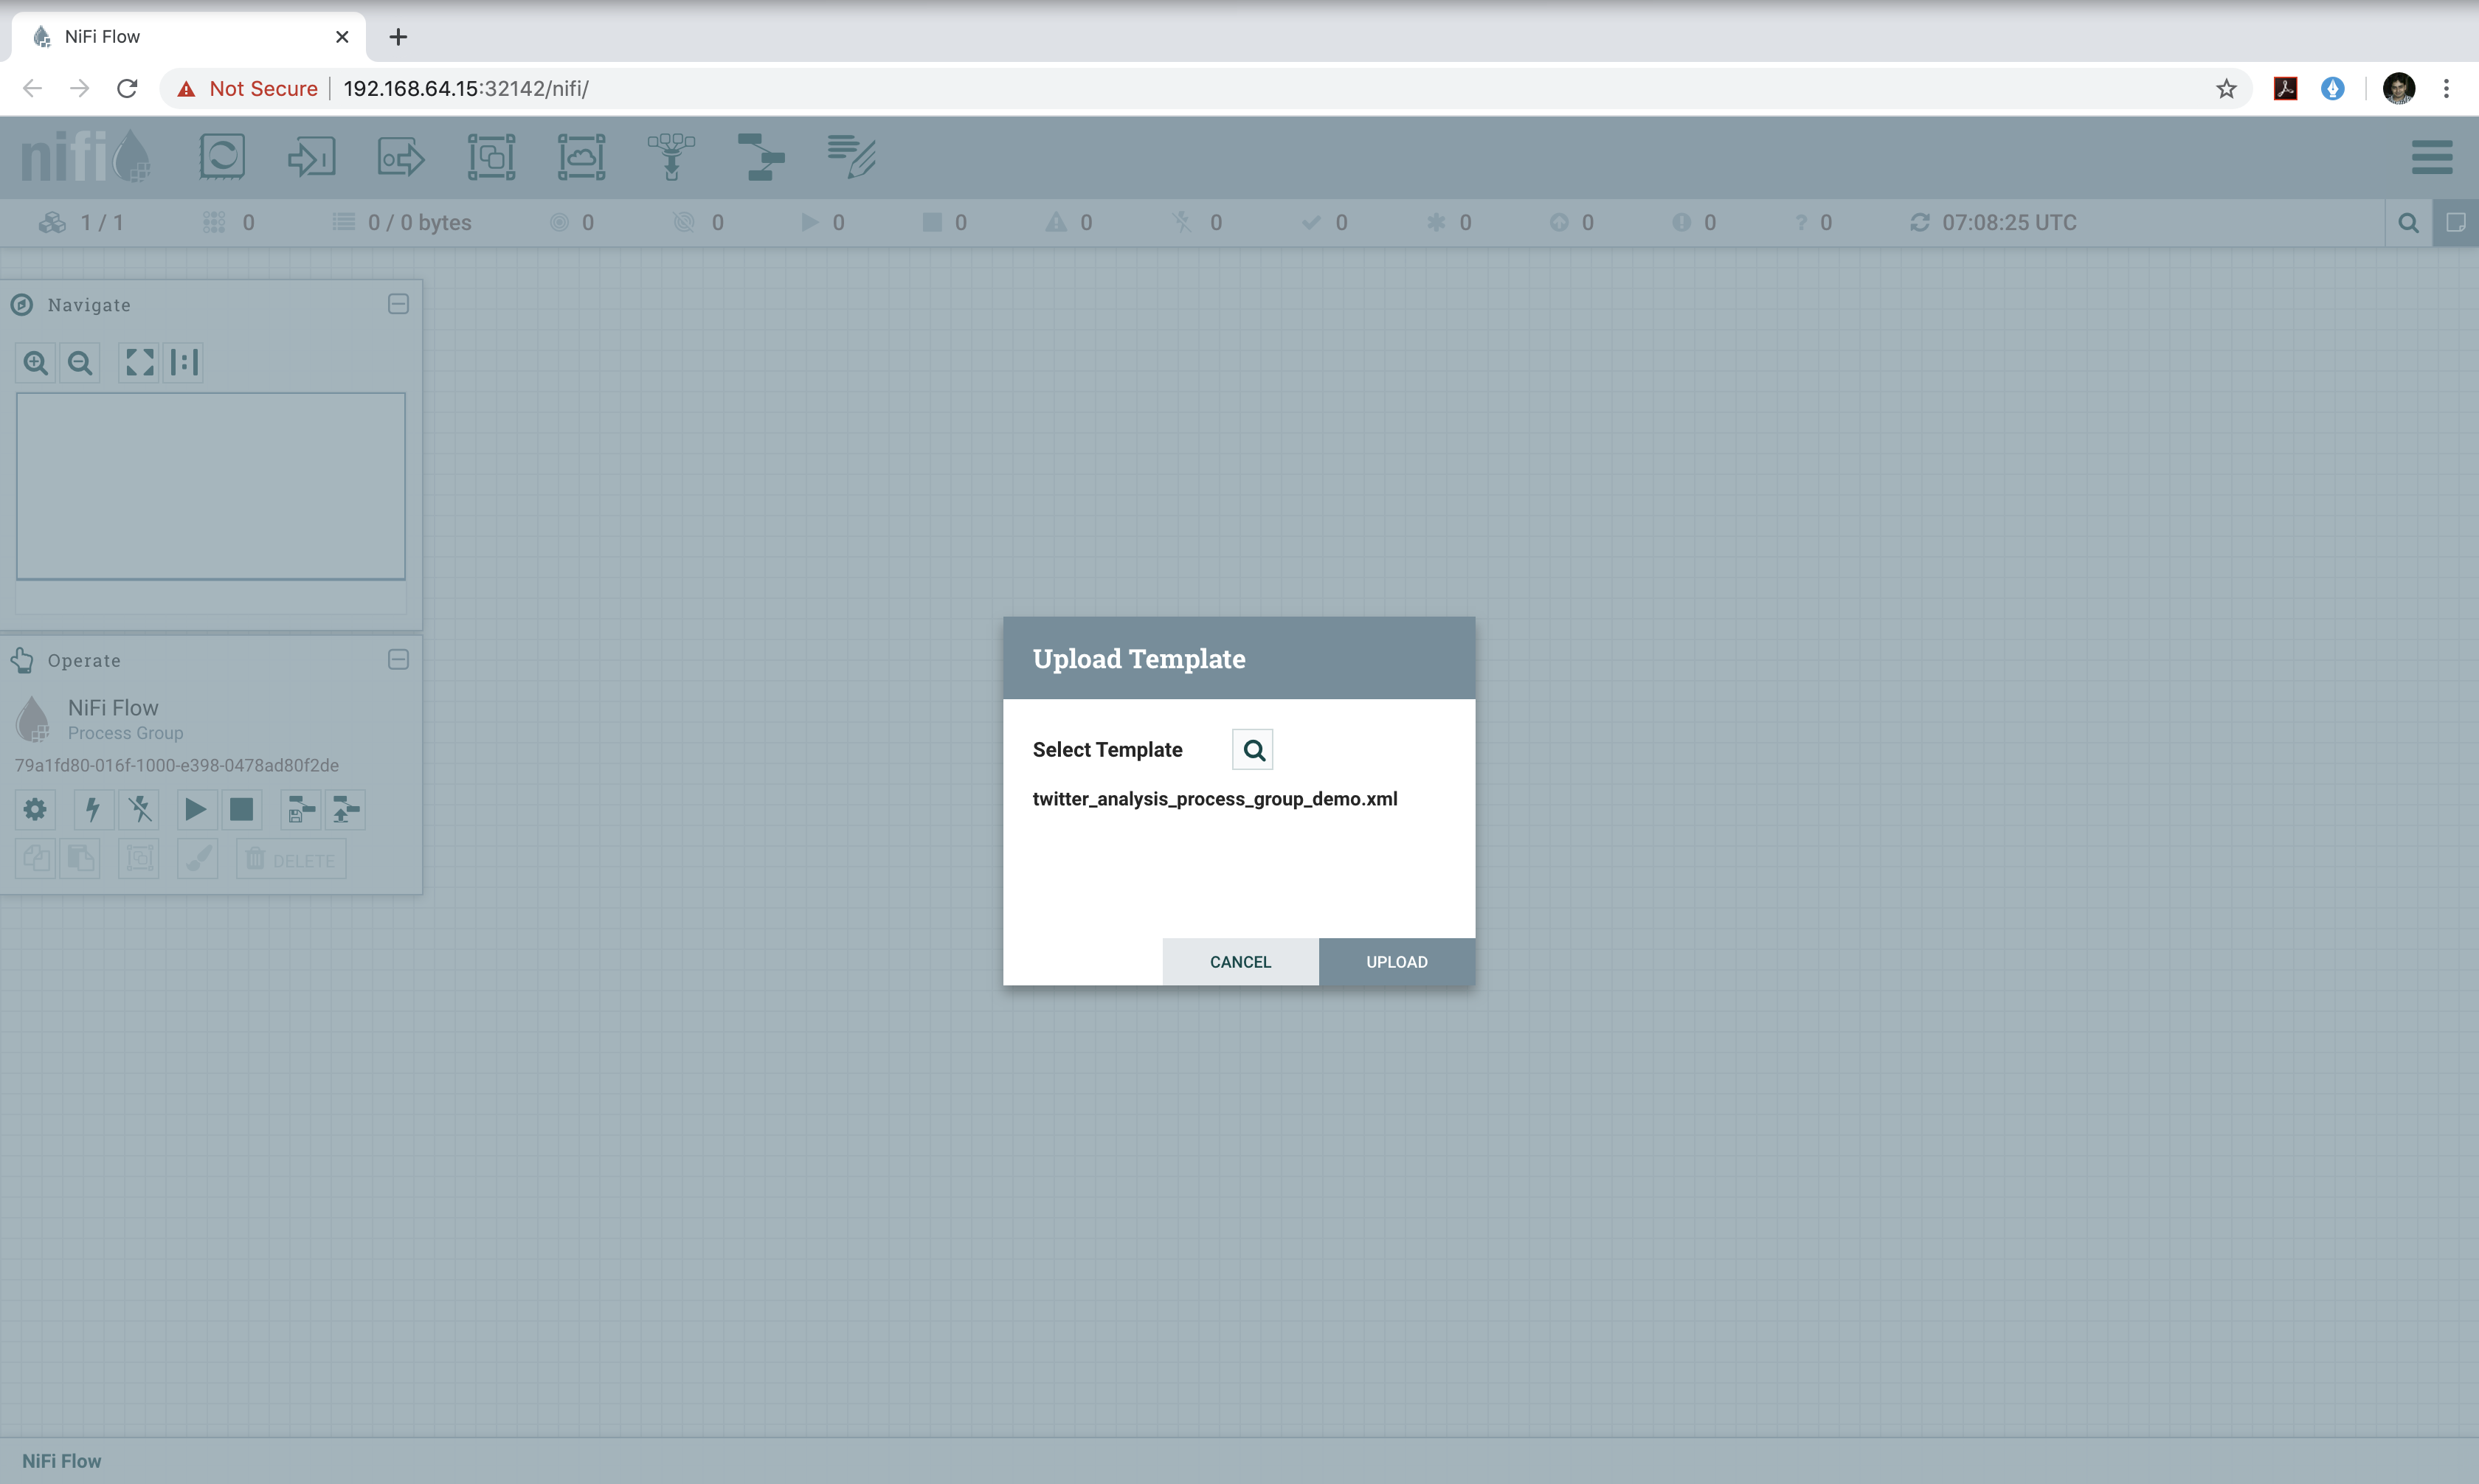 NiFi Flow
Not Secure | 192.168.64.15:32142/nifi/
nifi
1 / 1 0 0 / 0 bytes 0 0 0 0 0 0 0 0 0 0 0 07:08:25 UTC
Navigate
Operate
NiFi Flow
Process Group
79a1fd80-016f-1000-e398-0478ad80f2de
DELETE
Upload Template
Select Template
twitter_analysis_process_group_demo.xml
CANCEL UPLOAD
NiFi Flow